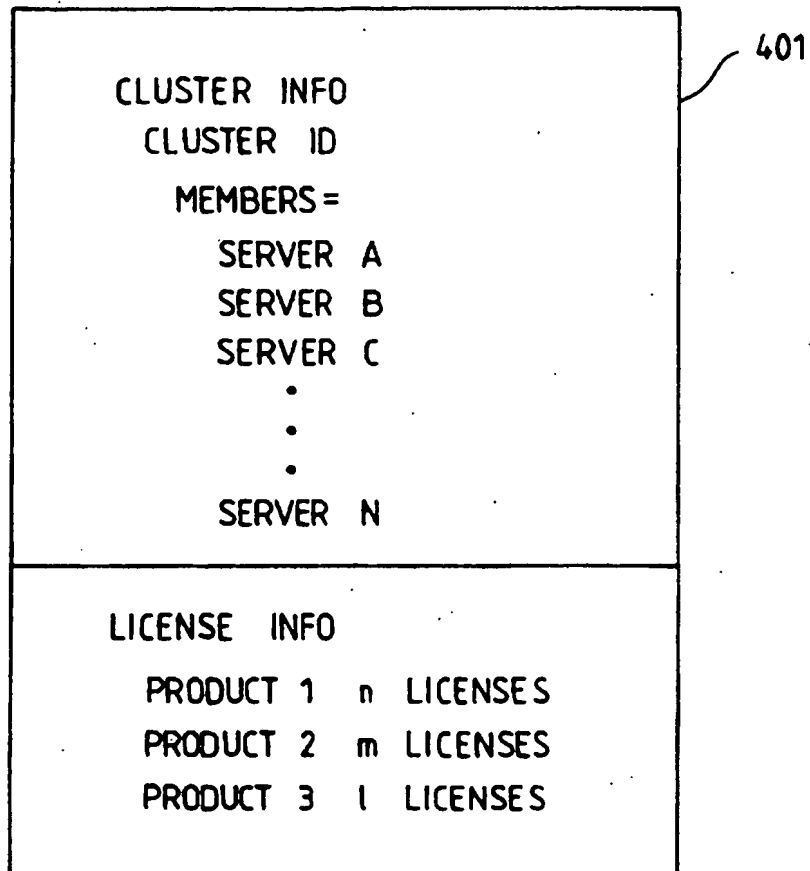 401
CLUSTER INFO
CLUSTER ID
MEMBERS=
SERVER A
SERVER B
SERVER C
SERVER N
LICENSE INFO
PRODUCT 1 n LICENSES
PRODUCT 2 m LICENSES
PRODUCT 3 l LICENSES